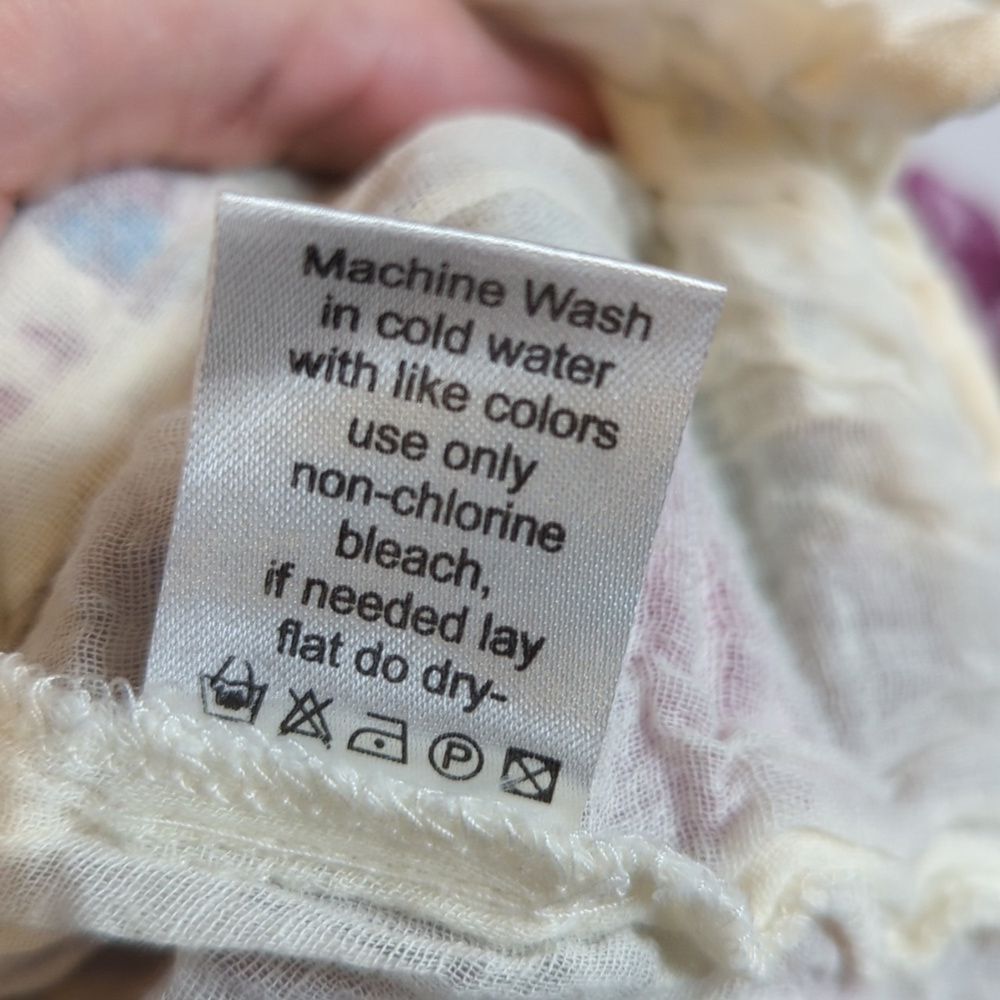 Machine Wash
in cold water
with like colors
use only
non-chlorine
bleach,
if needed lay
flat do dry-
P